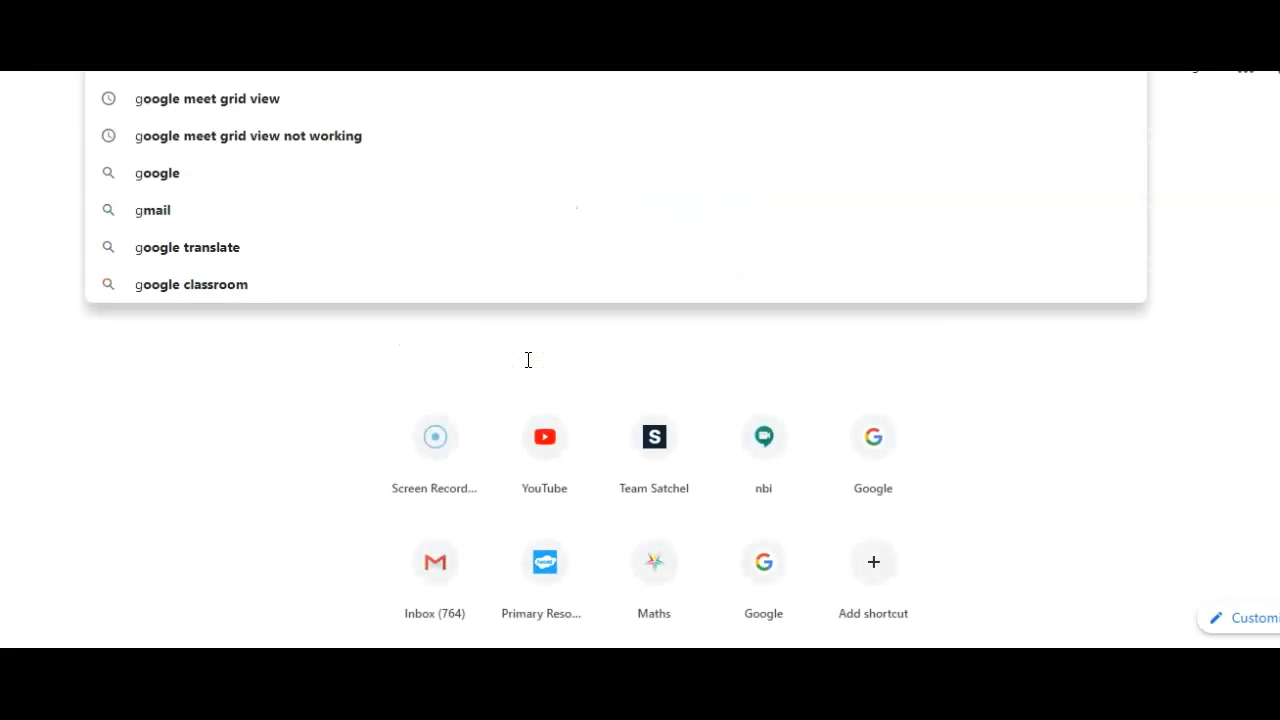 google meet grid view
google meet grid view not working
google
gmail
google translate
google classroom
Screen Record...
YouTube
Team Satchel
nbi
Google
Inbox (764)
Primary Reso...
Maths
Google
Add shortcut
Customi